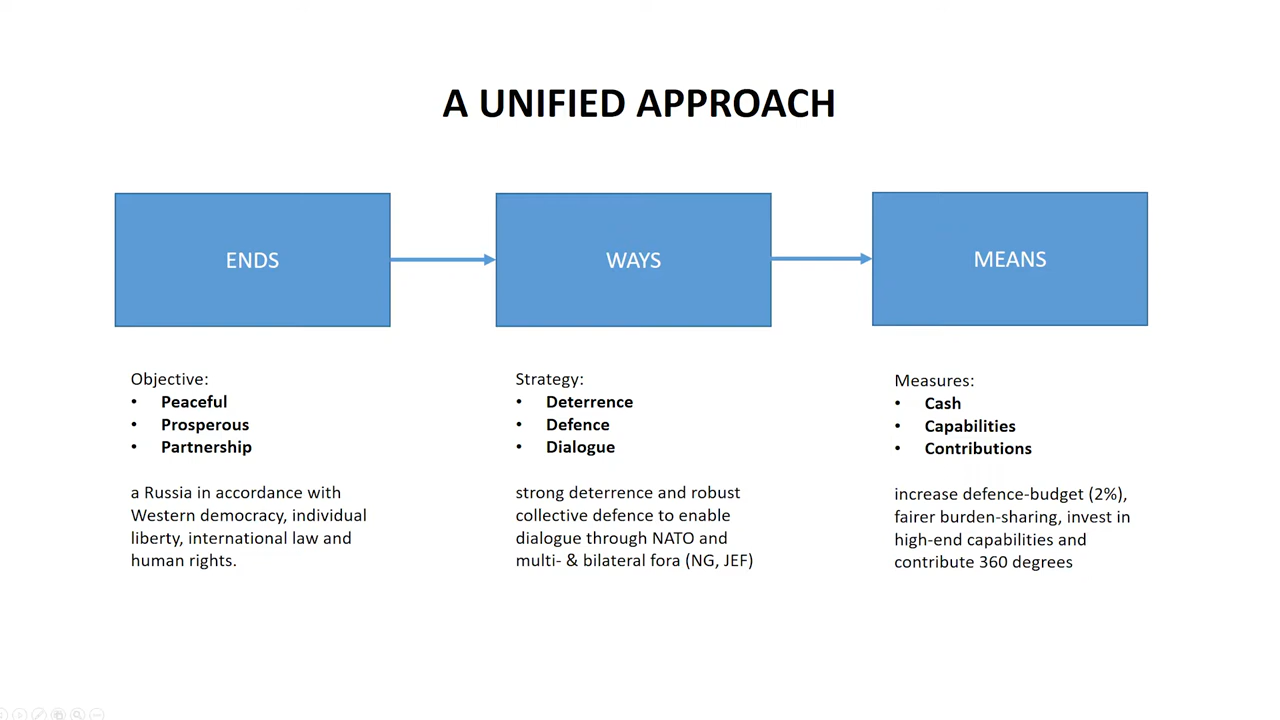 A UNIFIED APPROACH
ENDS
WAYS
MEANS
Objective:
• Peaceful
• Prosperous
• Partnership
a Russia in accordance with
Western democracy, individual
liberty, international law and
human rights.
Strategy:
• Deterrence
• Defence
• Dialogue
strong deterrence and robust
collective defence to enable
dialogue through NATO and
multi- & bilateral fora (NG, JEF)
Measures:
• Cash
• Capabilities
• Contributions
increase defence-budget (2%),
fairer burden-sharing, invest in
high-end capabilities and
contribute 360 degrees